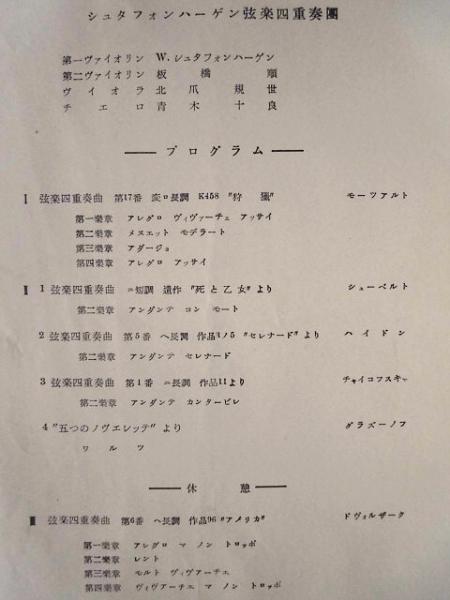 シュタフォンハーゲン弦楽四重奏團
第一ヴァイオリン W. シュタフォンハーゲン
第二ヴァイオリン 板橋順
ヴィオラ 北爪規世
チェロ 青木十良
── プログラム ──
I 弦楽四重奏曲 第17番 変ロ長調 K458 〃狩獵〃 モーツアルト
第一樂章 アレグロ ヴィヴァーチェ アッサイ
第二樂章 メヌエット モデラート
第三樂章 アダージョ
第四樂章 アレグロ アッサイ
II 1 弦楽四重奏曲 ニ短調 遺作 〃死と乙女〃より シューベルト
第二樂章 アンダンテ コン モート
2 弦楽四重奏曲 第5番 ヘ長調 作品3ノ5 〃セレナード〃より ハイドン
第二樂章 アンダンテ セレナード
3 弦楽四重奏曲 第1番 ニ長調 作品11より チャイコフスキャ
第二樂章 アンダンテ カンタービレ
4 〃五つのノヴェレッテ〃より グラズーノフ
ワルツ
── 休憩 ──
III 弦楽四重奏曲 第6番 ヘ長調 作品96 〃アメリカ〃 ドヴォルザーク
第一樂章 アレグロ マ ノン トロッポ
第二樂章 レント
第三樂章 モルト ヴィヴァーチェ
第四樂章 ヴィヴァーチェ マ ノン トロッポ